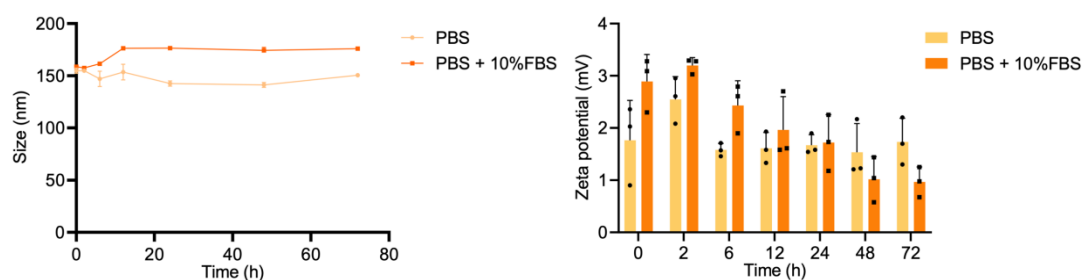 200
150
100
50
0
Size (nm)
0 20 40 60 80
Time (h)
PBS
PBS + 10%FBS
4
3
2
1
0
Zeta potential (mV)
0 2 6 12 24 48 72
Time (h)
PBS
PBS + 10%FBS